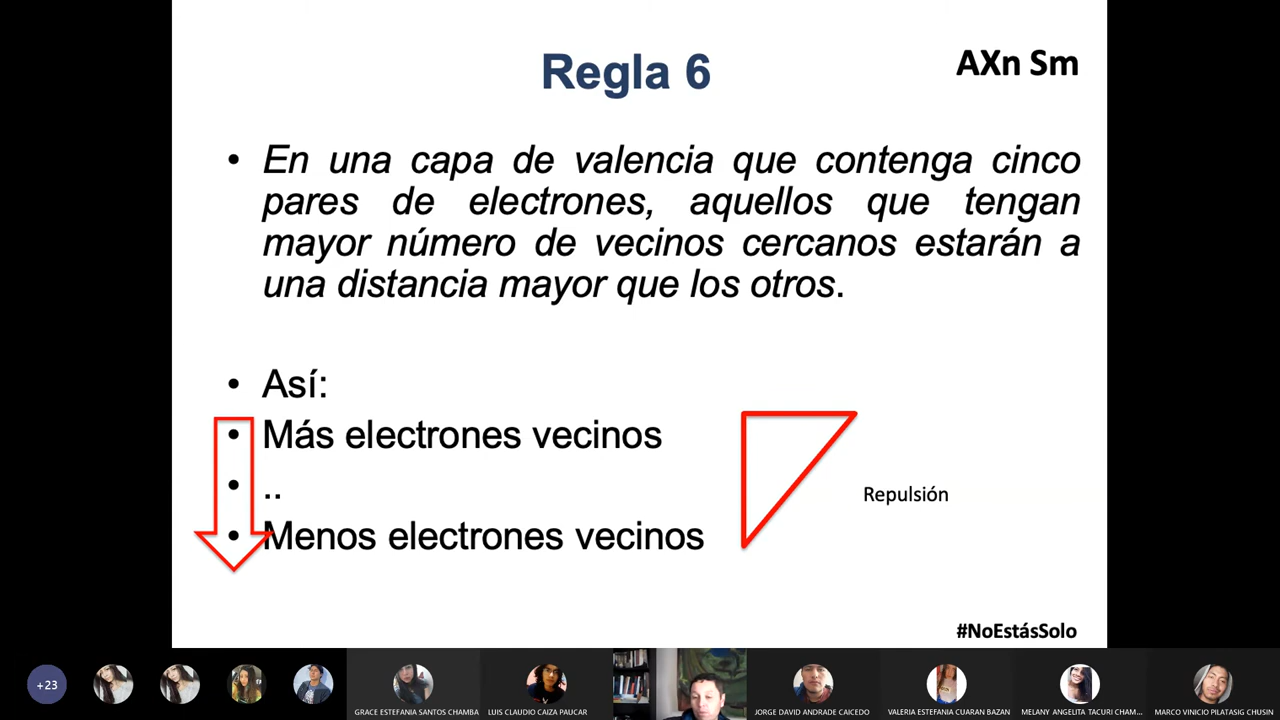 Regla 6
AXn Sm
• En una capa de valencia que contenga cinco
pares de electrones, aquellos que tengan
mayor número de vecinos cercanos estarán a
una distancia mayor que los otros.
• Así:
• Más electrones vecinos
• ..
• Menos electrones vecinos
Repulsión
#NoEstásSolo
+23
GRACE ESTEFANIA SANTOS CHAMBA
LUIS CLAUDIO CAIZA PAUCAR
JORGE DAVID ANDRADE CAICEDO
VALERIA ESTEFANIA CUARAN BAZAN
MELANY ANGELITA TACURI CHAM...
MARCO VINICIO PILATASIG CHUSIN